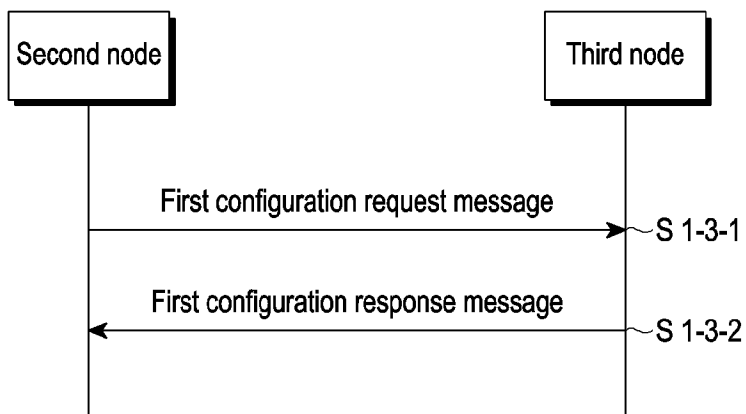 Second node
Third node
First configuration request message
S 1-3-1
First configuration response message
S 1-3-2